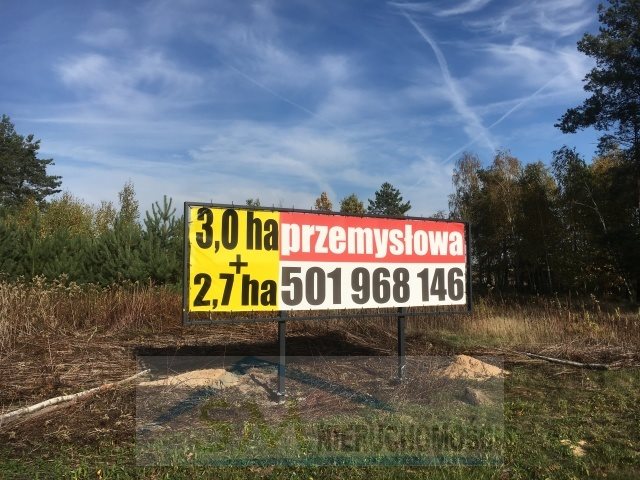 3,0 ha
+
2,7 ha
przemysłowa
501 968 146
NIERUCHOMOŚCI